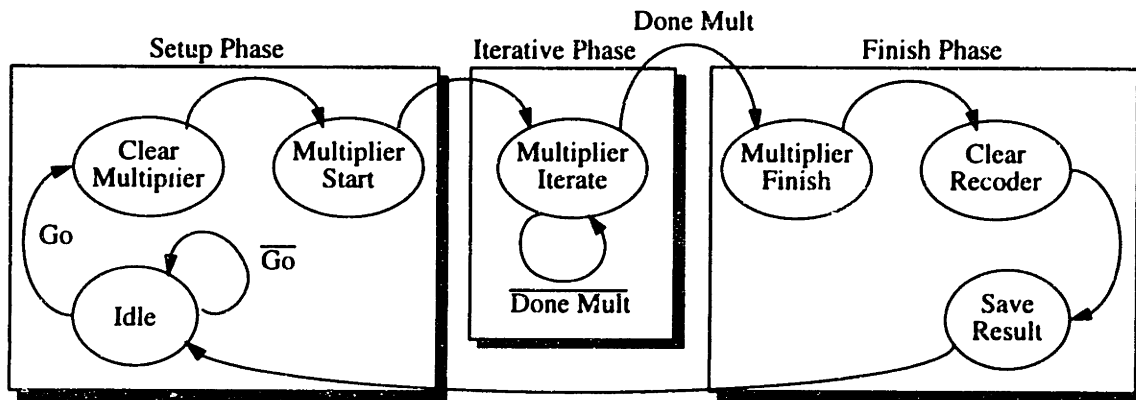 Done Mult
Setup Phase
Iterative Phase
Finish Phase
Clear
Multiplier
Multiplier
Start
Multiplier
Iterate
Multiplier
Finish
Clear
Recoder
Go
Go
Done Mult
Idle
Save
Result